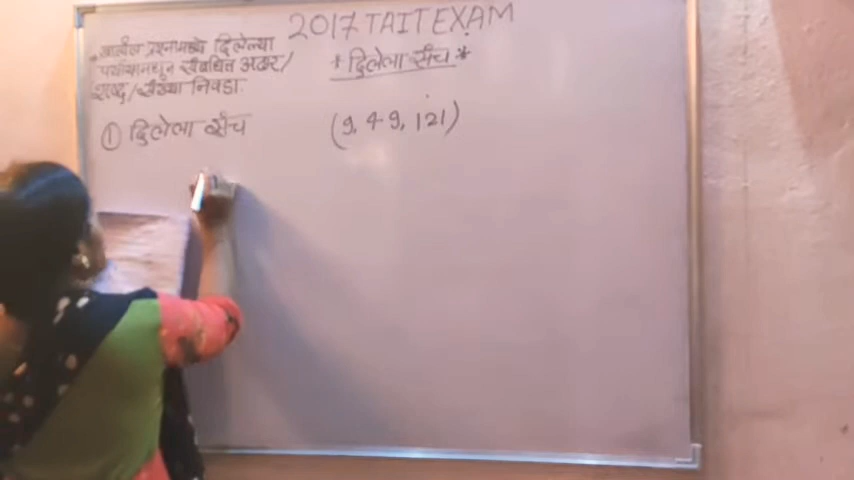 2017 TAIT EXAM
* खालील प्रश्नामध्ये दिलेल्या
पर्यायामधून संबंधित अक्षर/
शब्द/संख्या निवडा.
* दिलेला संच *
① दिलेला संच (9, 49, 121)